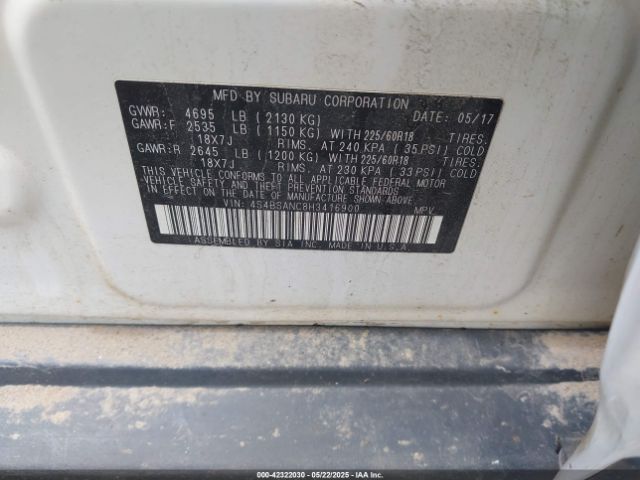 MFD BY SUBARU CORPORATION DATE: 05/17
GVWR: 4695 LB (2130 KG)
GAWR:F 2535 LB (1150 KG) WITH 225/60R18 TIRES.
18X7J RIMS. AT 240 KPA (35 PSI) COLD
GAWR:R 2645 LB (1200 KG) WITH 225/60R18 TIRES.
18X7J RIMS. AT 230 KPA (33 PSI) COLD
THIS VEHICLE CONFORMS TO ALL APPLICABLE FEDERAL MOTOR
VEHICLE SAFETY AND THEFT PREVENTION STANDARDS
IN EFFECT ON THE DATE OF MANUFACTURE SHOWN ABOVE.
VIN: 4S4BSANC8H3416900 MPV
ASSEMBLED BY SIA INC. MADE IN U.S.A.
000-42322030 - 05/22/2025 - IAAI.COM